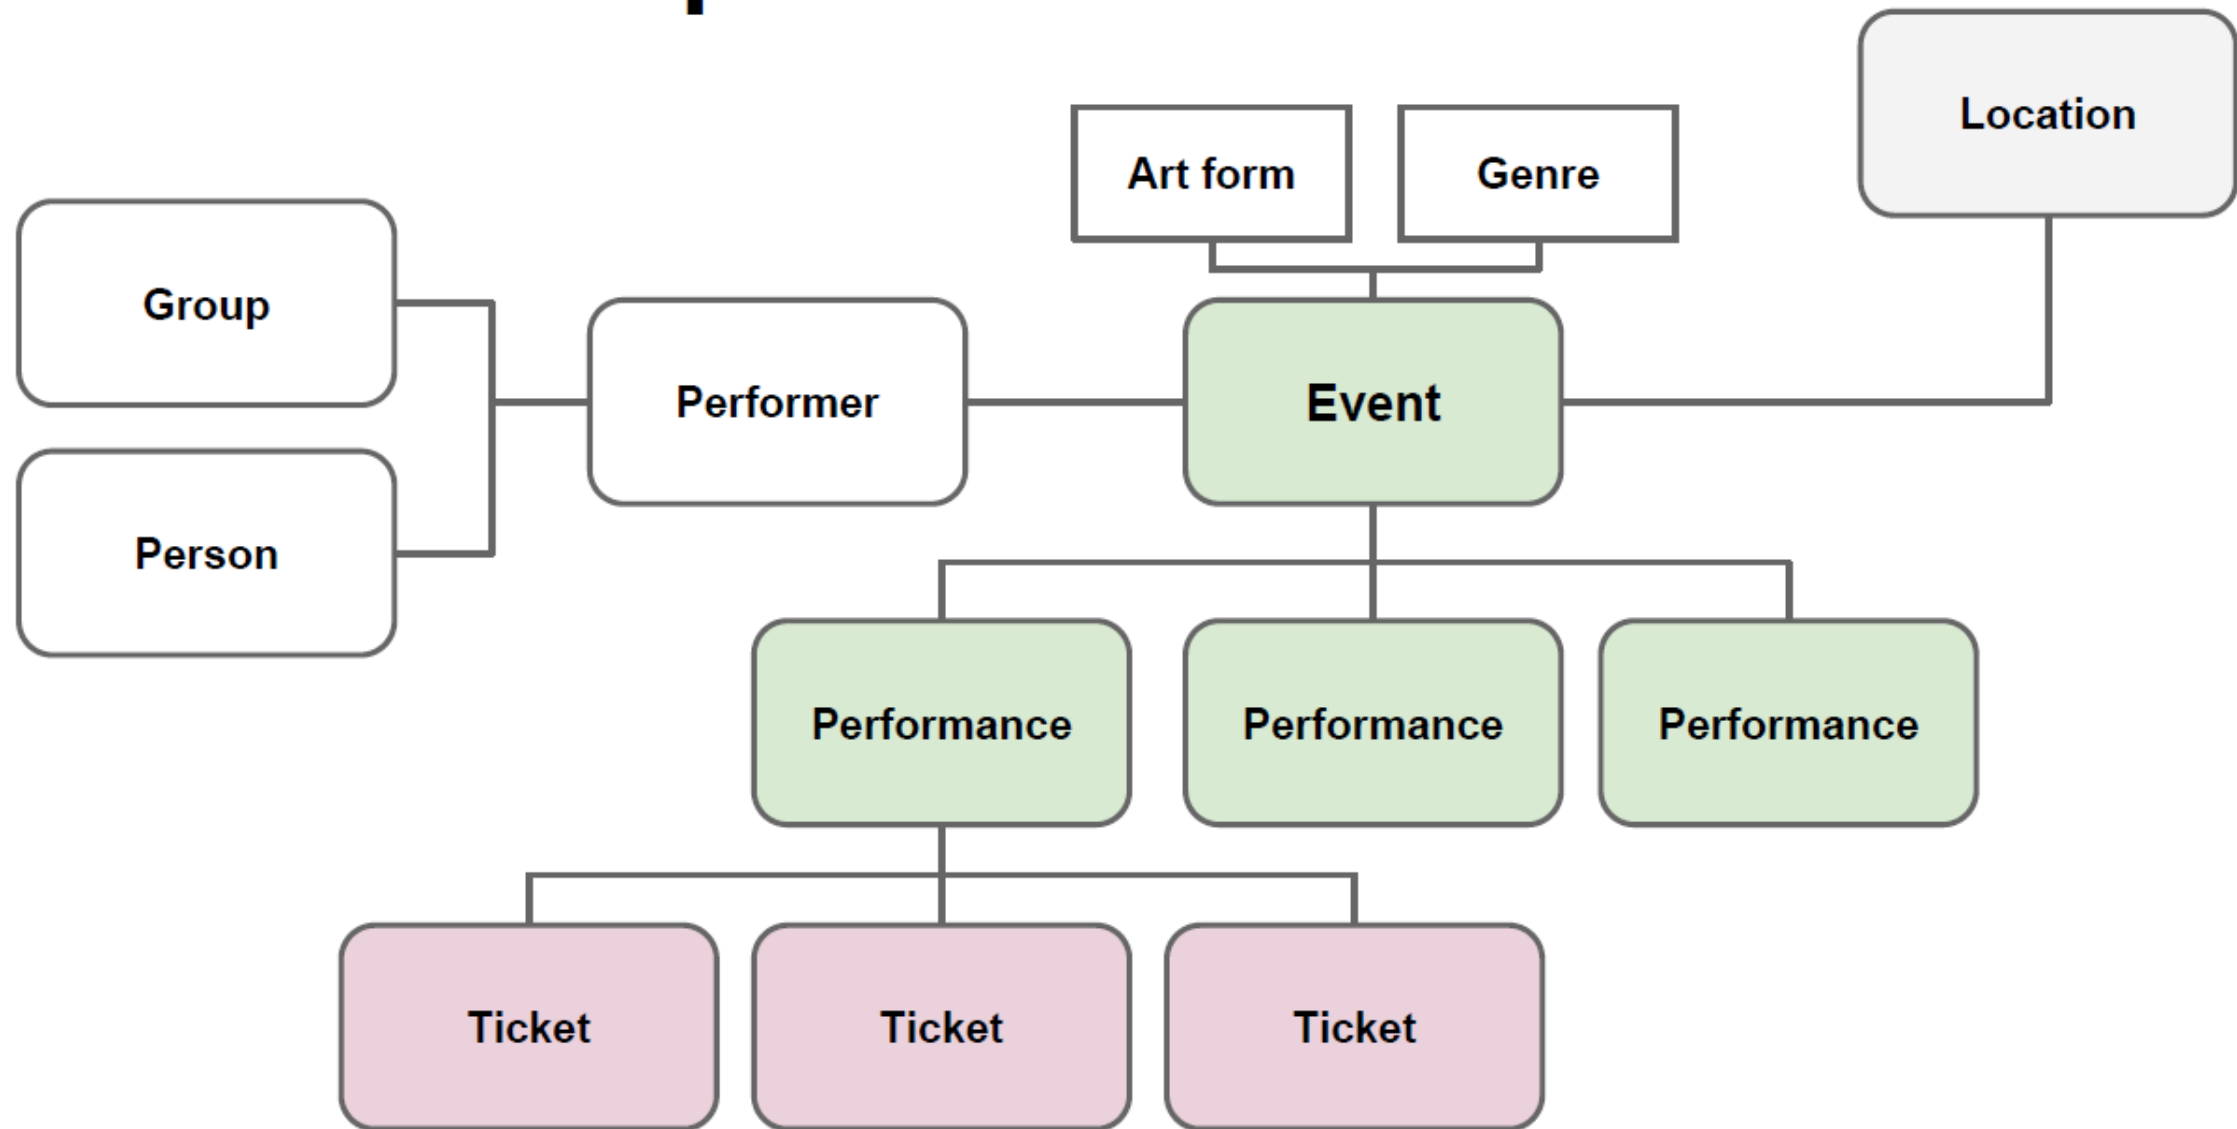 Location
Art form
Genre
Group
Performer
Event
Person
Performance
Performance
Performance
Ticket
Ticket
Ticket